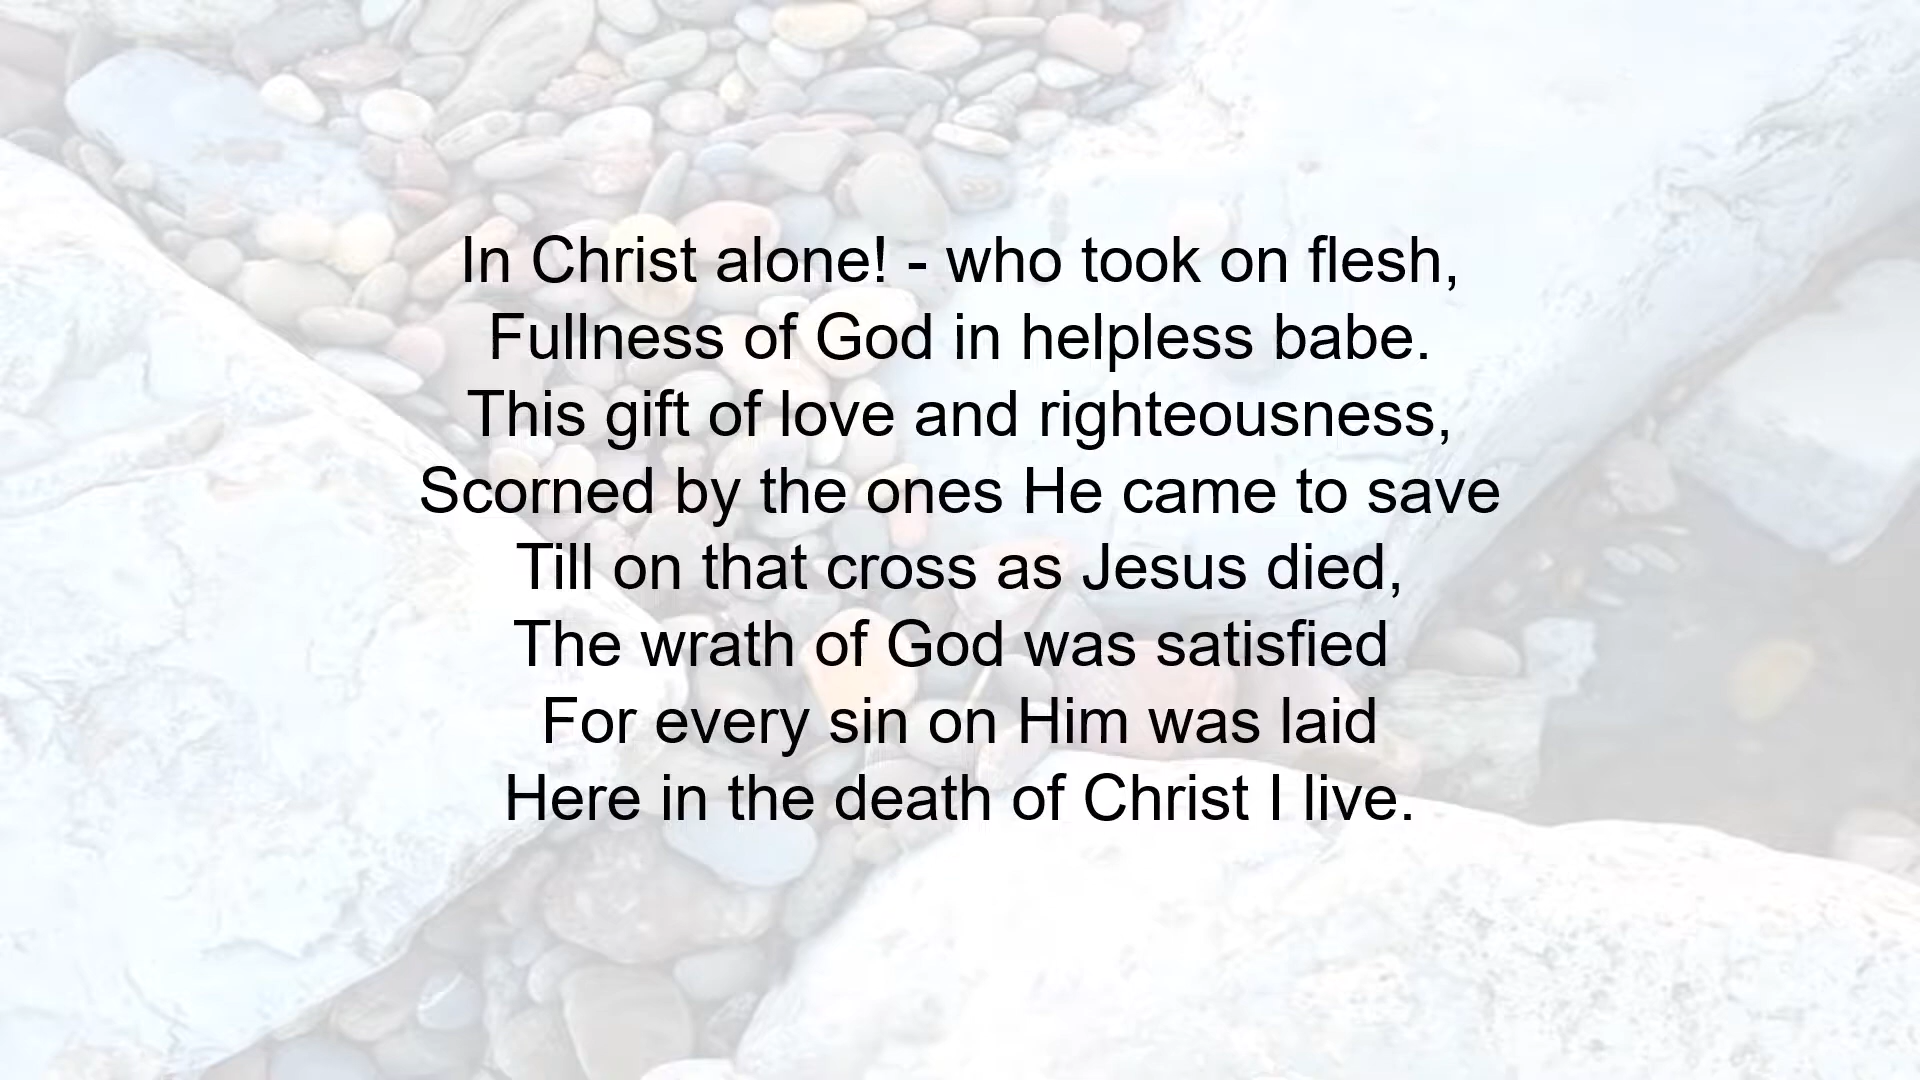 In Christ alone! - who took on flesh,
Fullness of God in helpless babe.
This gift of love and righteousness,
Scorned by the ones He came to save
Till on that cross as Jesus died,
The wrath of God was satisfied
For every sin on Him was laid
Here in the death of Christ I live.